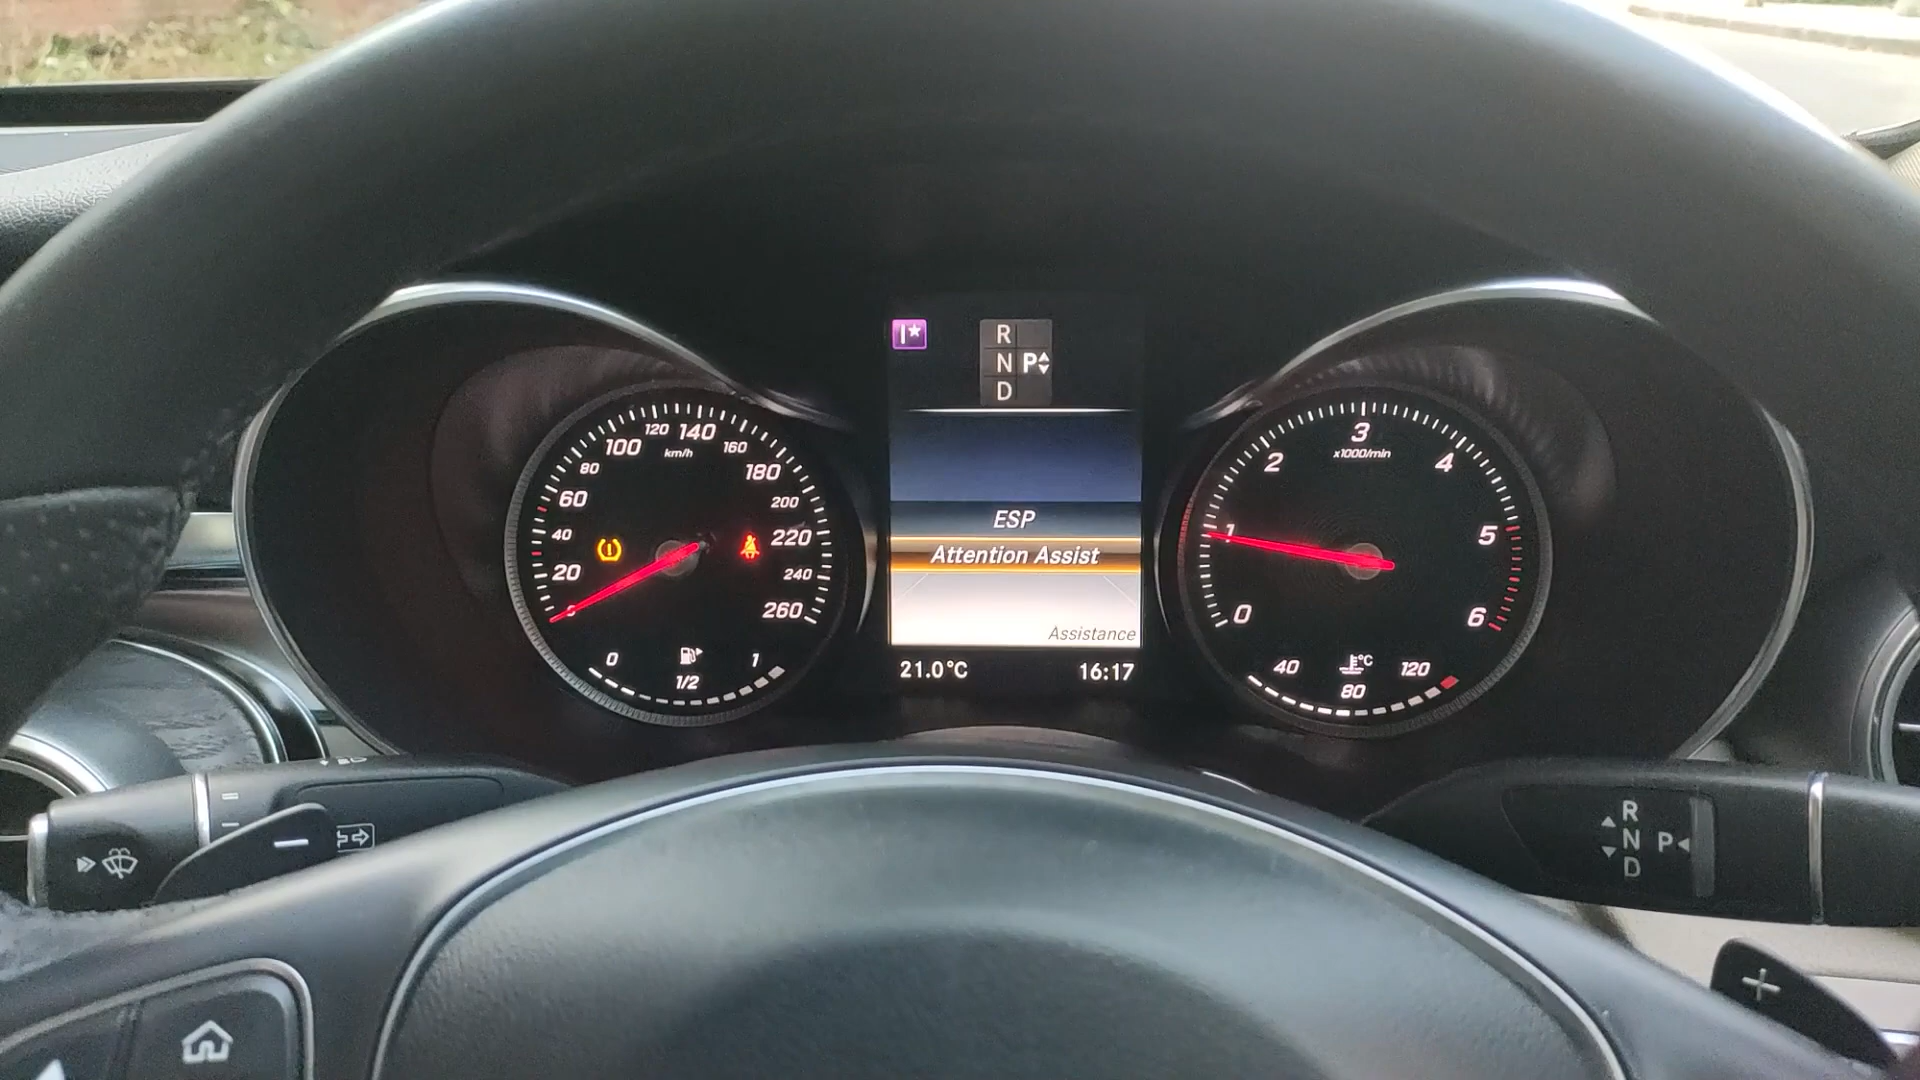 R
N P
D
120 140
100 160
km/h
80 180
60 200
40 220
20 240
0 260
0 1
1/2
ESP
Attention Assist
Assistance
21.0°C 16:17
3
x1000/min
2 4
1 5
0 6
°C
40 120
80
R
N P
D